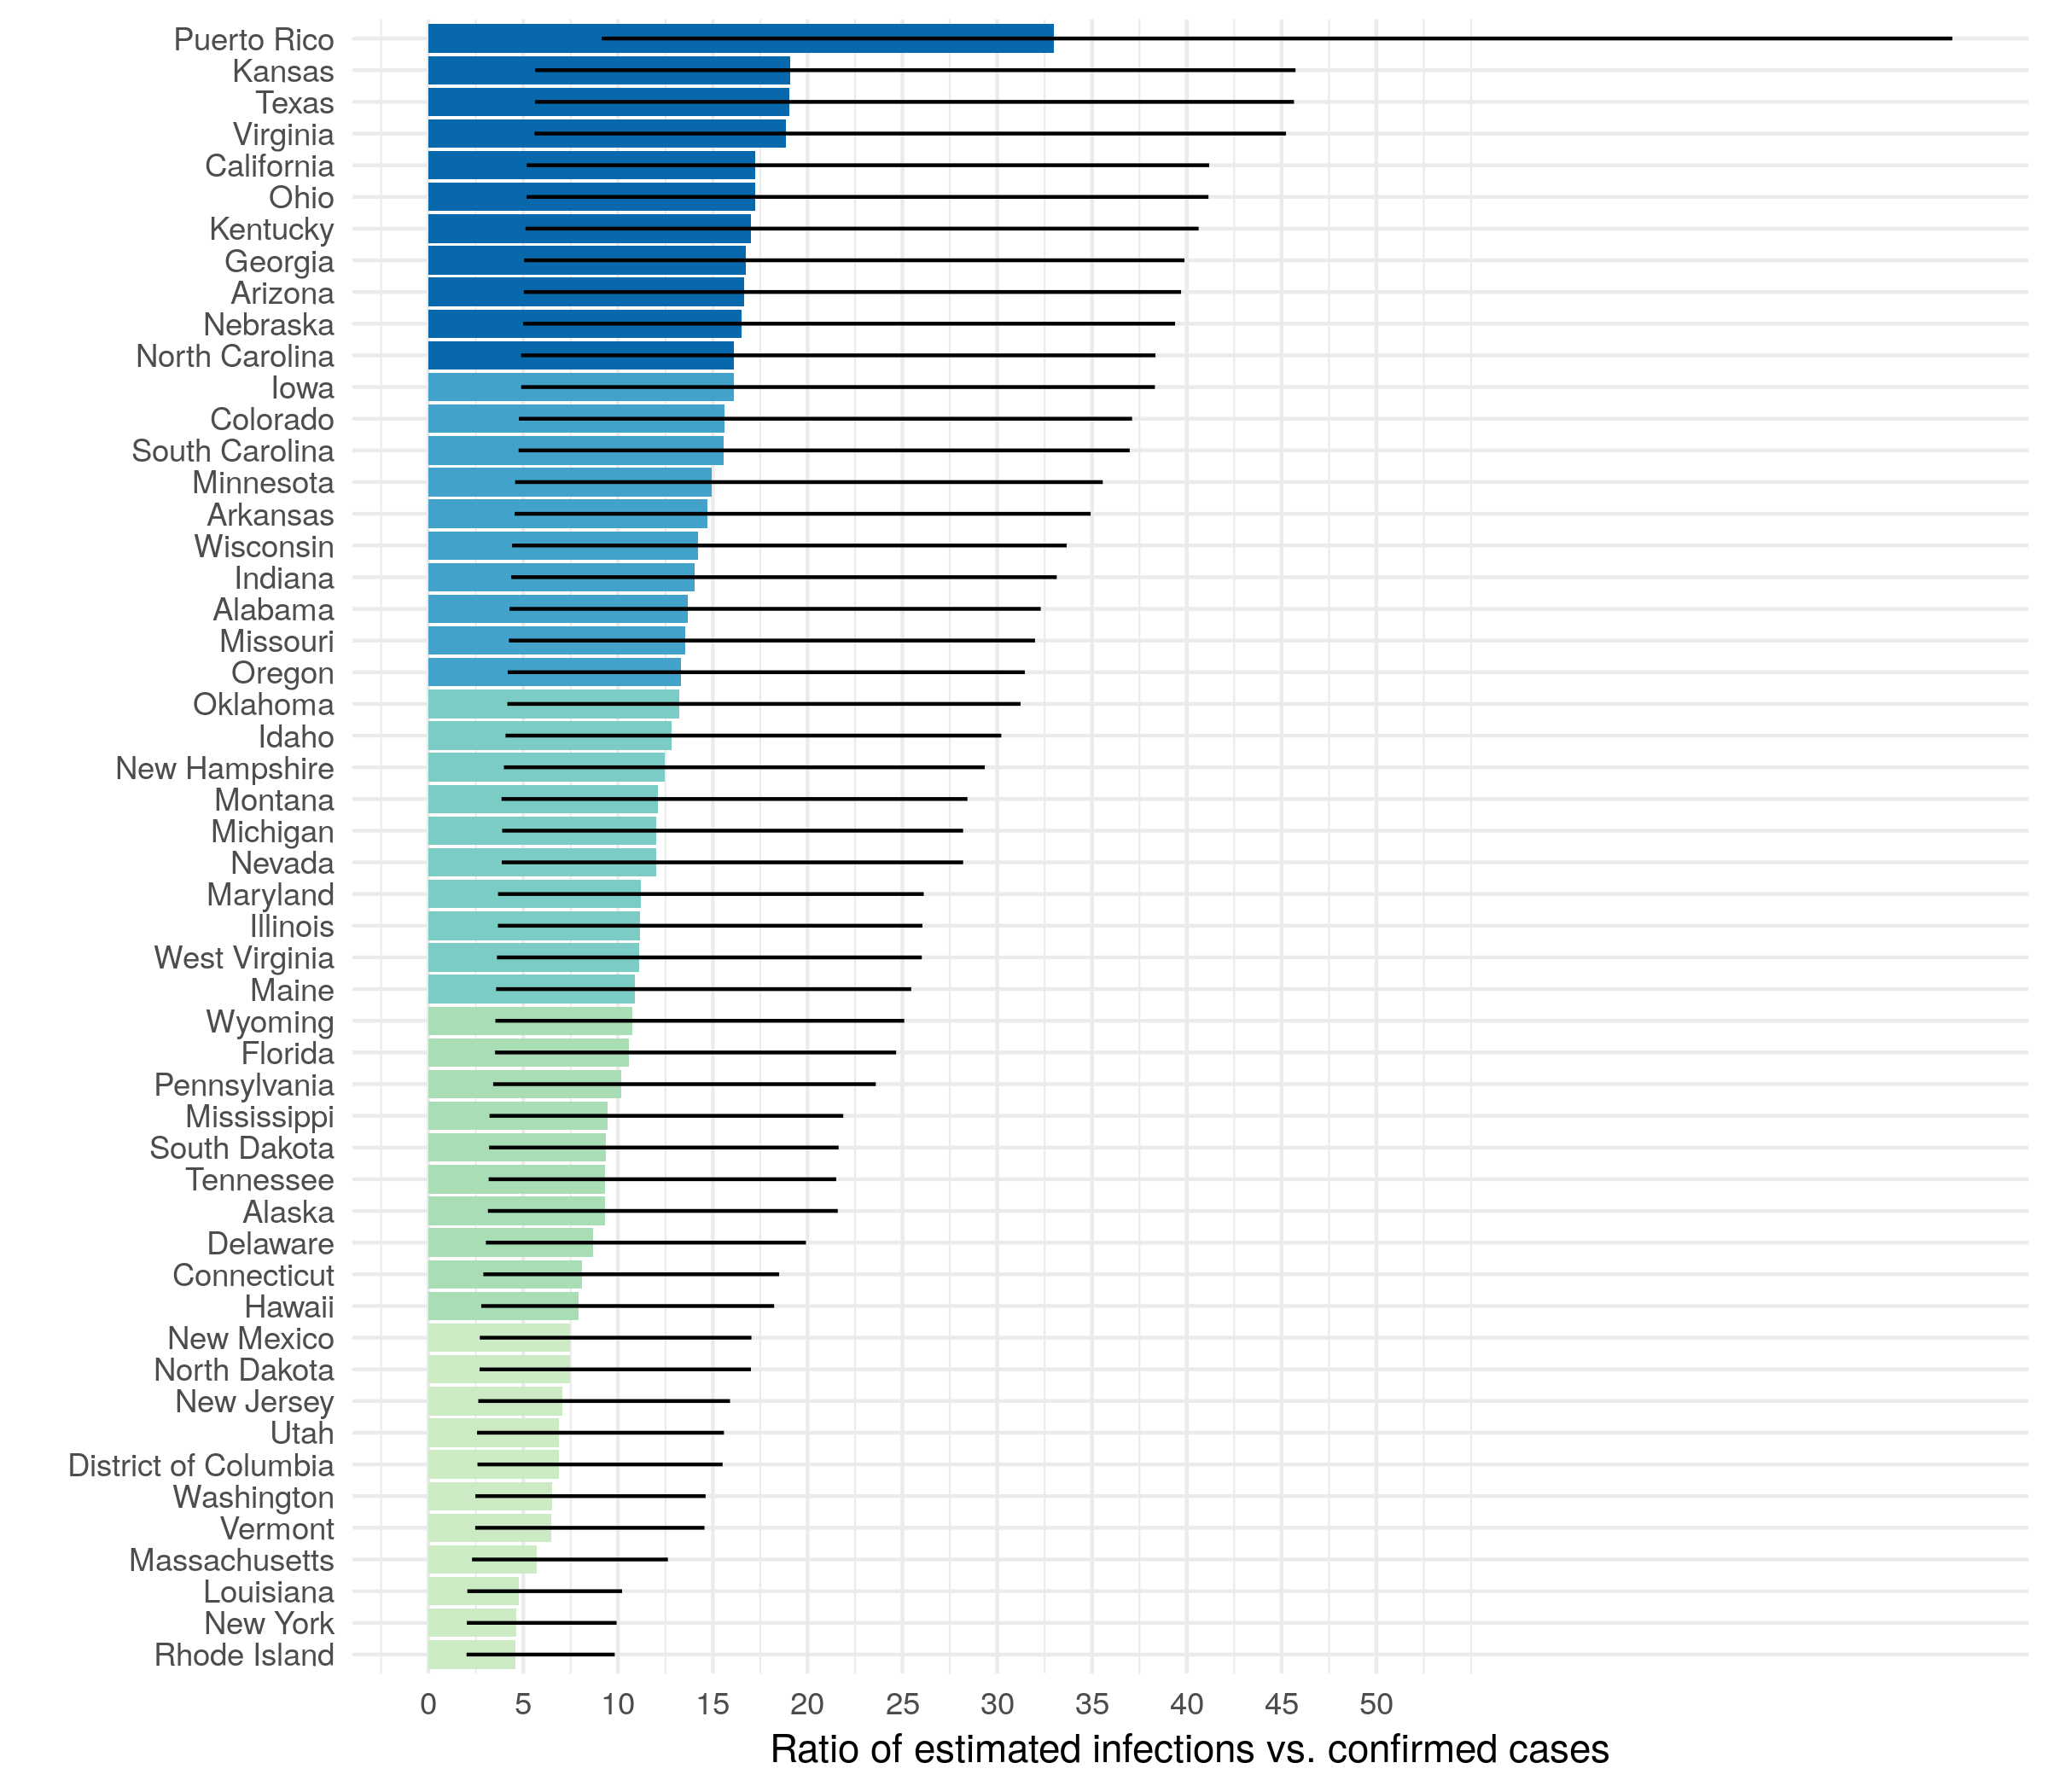 Puerto Rico
Kansas
Texas
Virginia
California
Ohio
Kentucky
Georgia
Arizona
Nebraska
North Carolina
Iowa
Colorado
South Carolina
Minnesota
Arkansas
Wisconsin
Indiana
Alabama
Missouri
Oregon
Oklahoma
Idaho
New Hampshire
Montana
Michigan
Nevada
Maryland
Illinois
West Virginia
Maine
Wyoming
Florida
Pennsylvania
Mississippi
South Dakota
Tennessee
Alaska
Delaware
Connecticut
Hawaii
New Mexico
North Dakota
New Jersey
Utah
District of Columbia
Washington
Vermont
Massachusetts
Louisiana
New York
Rhode Island
0 5 10 15 20 25 30 35 40 45 50
Ratio of estimated infections vs. confirmed cases